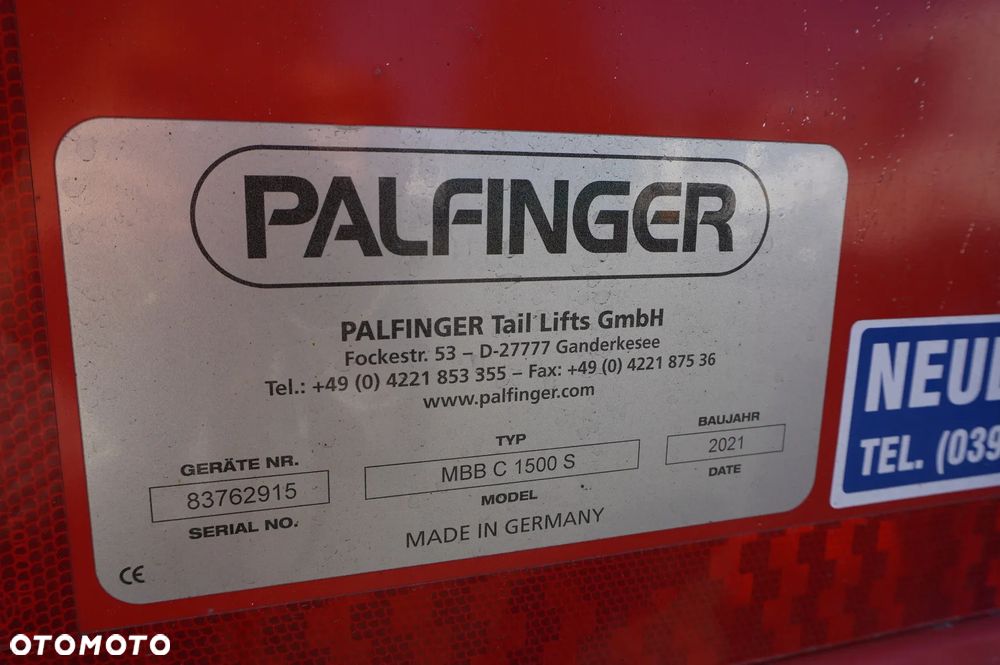 PALFINGER
PALFINGER Tail Lifts GmbH
Fockestr. 53 – D-27777 Ganderkesee
Tel.: +49 (0) 4221 853 355 – Fax: +49 (0) 4221 875 36
www.palfinger.com
GERÄTE NR.
83762915
SERIAL NO.
TYP
MBB C 1500 S
MODEL
BAUJAHR
2021
DATE
MADE IN GERMANY
CE
TEL. (039
OTOMOTO